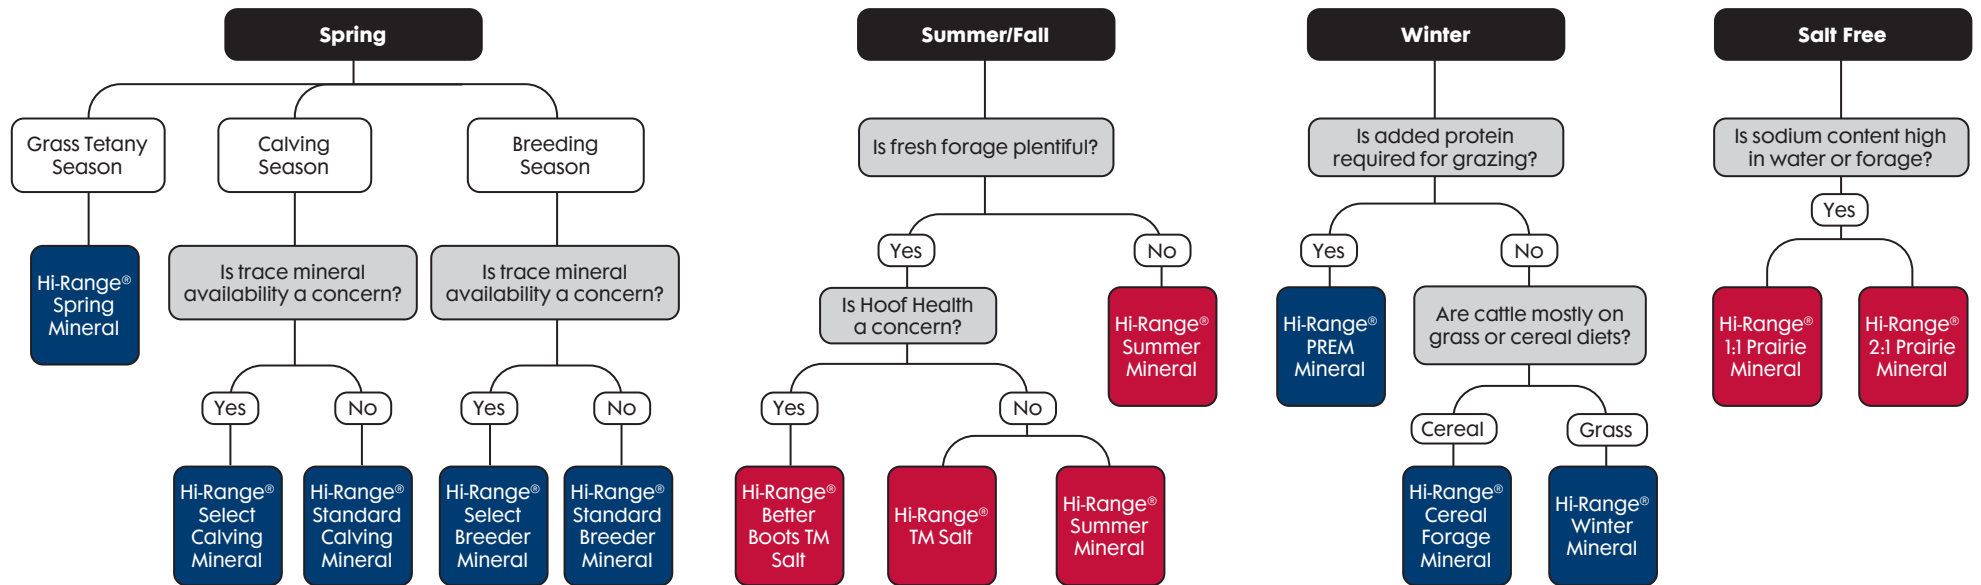 Spring
Grass Tetany
Season
Calving
Season
Breeding
Season
Hi-Range®
Spring
Mineral
Is trace mineral
availability a concern?
Is trace mineral
availability a concern?
Yes
No
Yes
No
Hi-Range®
Select
Calving
Mineral
Hi-Range®
Standard
Calving
Mineral
Hi-Range®
Select
Breeder
Mineral
Hi-Range®
Standard
Breeder
Mineral
Summer/Fall
Is fresh forage plentiful?
Yes
No
Is Hoof Health
a concern?
Hi-Range®
Summer
Mineral
Yes
No
Hi-Range®
Better
Boots TM
Salt
Hi-Range®
TM Salt
Hi-Range®
Summer
Mineral
Winter
Is added protein
required for grazing?
Yes
No
Hi-Range®
PREM
Mineral
Are cattle mostly on
grass or cereal diets?
Cereal
Grass
Hi-Range®
Cereal
Forage
Mineral
Hi-Range®
Winter
Mineral
Salt Free
Is sodium content high
in water or forage?
Yes
Hi-Range®
1:1 Prairie
Mineral
Hi-Range®
2:1 Prairie
Mineral